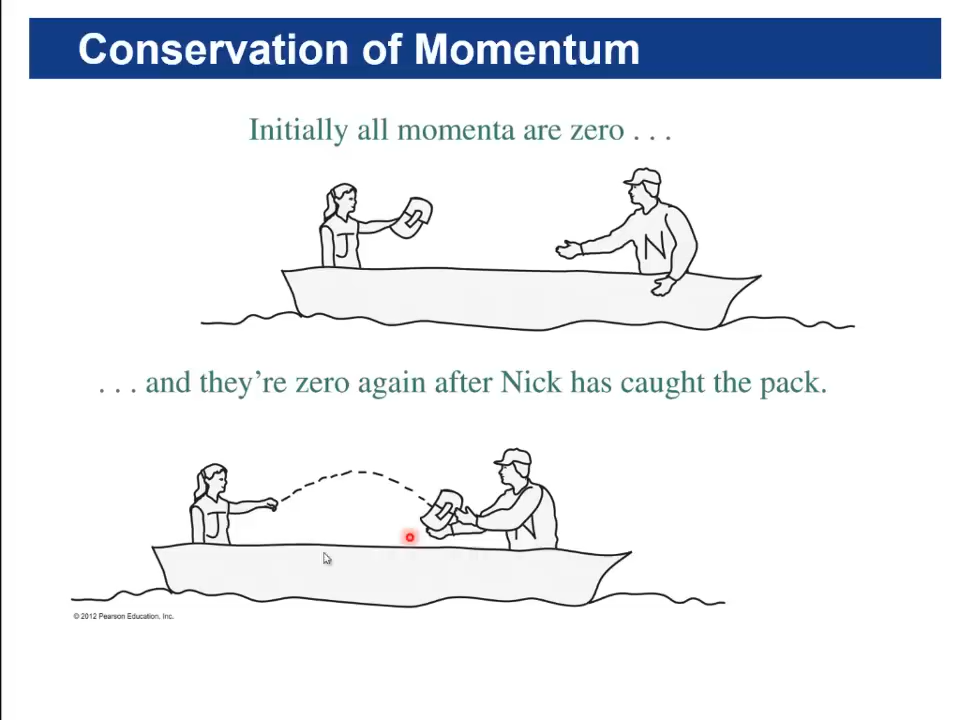 Conservation of Momentum
Initially all momenta are zero . . .
N
. . . and they’re zero again after Nick has caught the pack.
N
© 2012 Pearson Education, Inc.